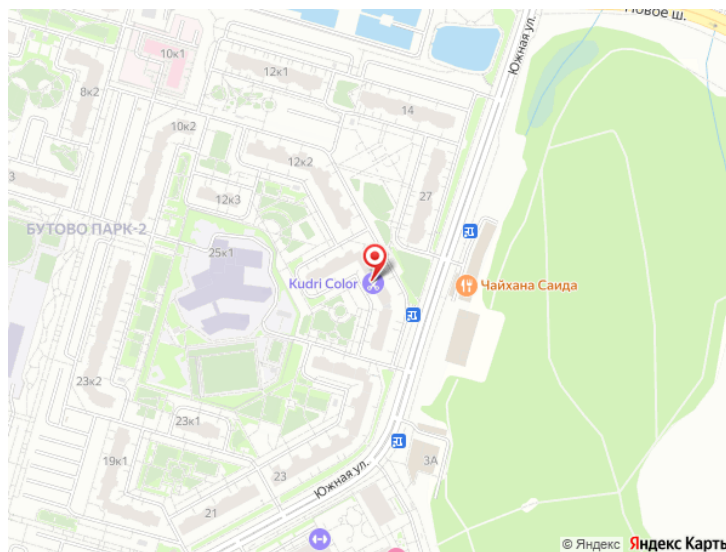 Новое ш.
Южная ул.
10к1
12к1
8к2
14
10к2
12к2
27
3
12к3
БУТОВО ПАРК-2
25к1
Kudri Color
Чайхана Саида
23к2
23к1
19к1
23
Южная ул.
3А
21
© Яндекс Яндекс Карты